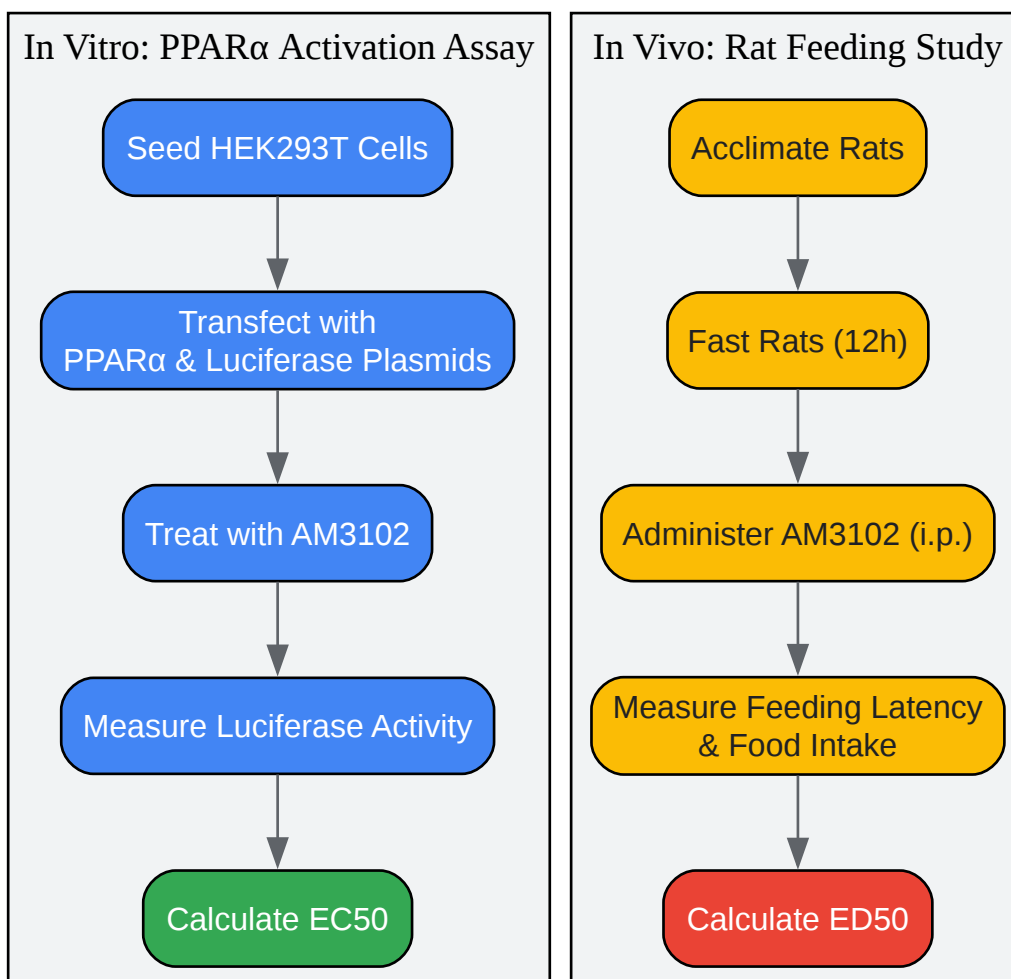 In Vitro: PPARα Activation Assay
Seed HEK293T Cells
Transfect with
PPARα & Luciferase Plasmids
Treat with AM3102
Measure Luciferase Activity
Calculate EC50
In Vivo: Rat Feeding Study
Acclimate Rats
Fast Rats (12h)
Administer AM3102 (i.p.)
Measure Feeding Latency
& Food Intake
Calculate ED50